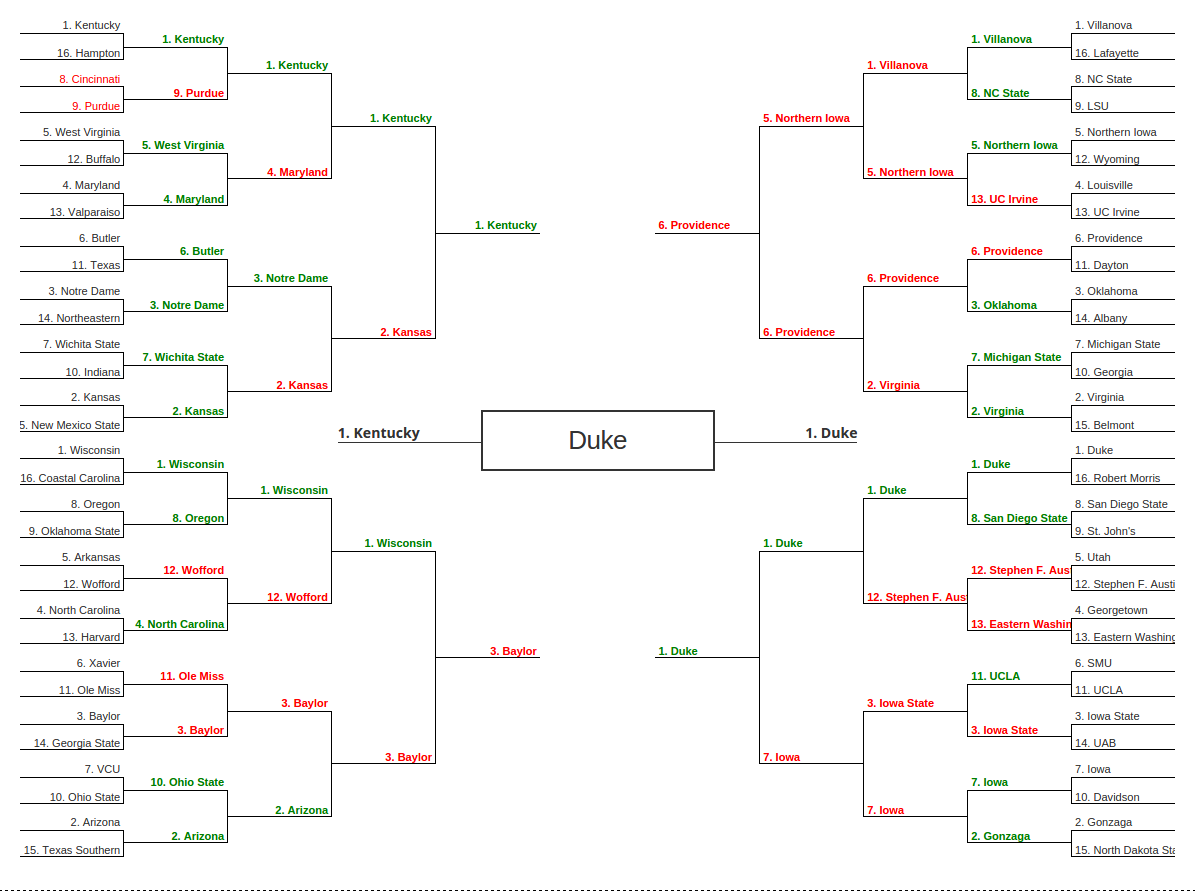 1. Kentucky
16. Hampton
8. Cincinnati
9. Purdue
5. West Virginia
12. Buffalo
4. Maryland
13. Valparaiso
6. Butler
11. Texas
3. Notre Dame
14. Northeastern
7. Wichita State
10. Indiana
2. Kansas
5. New Mexico State
1. Wisconsin
16. Coastal Carolina
8. Oregon
9. Oklahoma State
5. Arkansas
12. Wofford
4. North Carolina
13. Harvard
6. Xavier
11. Ole Miss
3. Baylor
14. Georgia State
7. VCU
10. Ohio State
2. Arizona
15. Texas Southern
1. Kentucky
9. Purdue
5. West Virginia
4. Maryland
6. Butler
3. Notre Dame
7. Wichita State
2. Kansas
1. Wisconsin
8. Oregon
12. Wofford
4. North Carolina
11. Ole Miss
3. Baylor
10. Ohio State
2. Arizona
1. Kentucky
4. Maryland
3. Notre Dame
2. Kansas
1. Wisconsin
12. Wofford
3. Baylor
2. Arizona
1. Kentucky
2. Kansas
1. Wisconsin
3. Baylor
1. Kentucky
3. Baylor
1. Kentucky
Duke
1. Duke
6. Providence
1. Duke
5. Northern Iowa
6. Providence
1. Duke
7. Iowa
1. Villanova
5. Northern Iowa
6. Providence
2. Virginia
1. Duke
12. Stephen F. Aust
3. Iowa State
7. Iowa
1. Villanova
8. NC State
5. Northern Iowa
13. UC Irvine
6. Providence
3. Oklahoma
7. Michigan State
2. Virginia
1. Duke
8. San Diego State
12. Stephen F. Aust
13. Eastern Washin
11. UCLA
3. Iowa State
7. Iowa
2. Gonzaga
1. Villanova
16. Lafayette
8. NC State
9. LSU
5. Northern Iowa
12. Wyoming
4. Louisville
13. UC Irvine
6. Providence
11. Dayton
3. Oklahoma
14. Albany
7. Michigan State
10. Georgia
2. Virginia
15. Belmont
1. Duke
16. Robert Morris
8. San Diego State
9. St. John's
5. Utah
12. Stephen F. Austi
4. Georgetown
13. Eastern Washing
6. SMU
11. UCLA
3. Iowa State
14. UAB
7. Iowa
10. Davidson
2. Gonzaga
15. North Dakota Sta